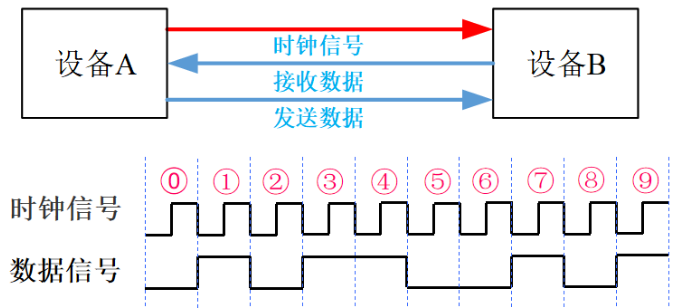 设备A
时钟信号
接收数据
发送数据
设备B
⓪ ① ② ③ ④ ⑤ ⑥ ⑦ ⑧ ⑨
时钟信号
数据信号